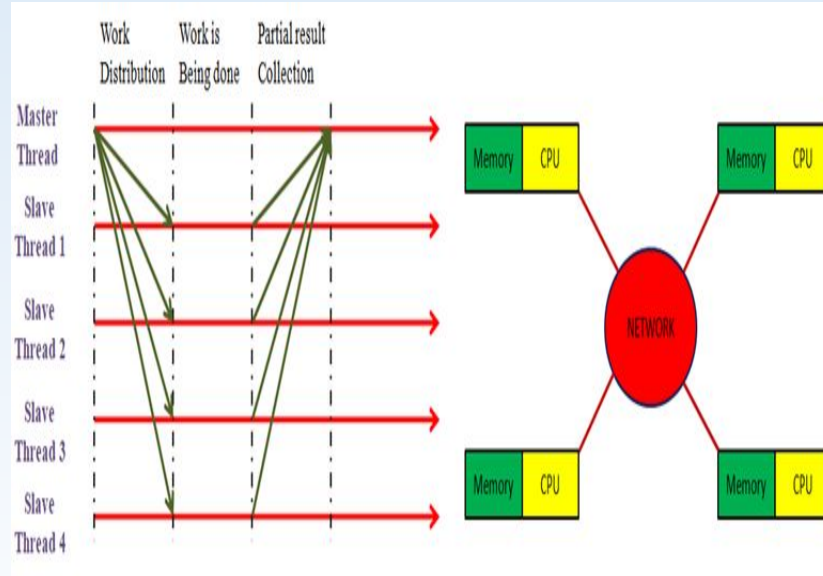 Work
Distribution
Work is
Being done
Partial result
Collection
Master
Thread
Slave
Thread 1
Slave
Thread 2
Slave
Thread 3
Slave
Thread 4
Memory CPU
Memory CPU
NETWORK
Memory CPU
Memory CPU